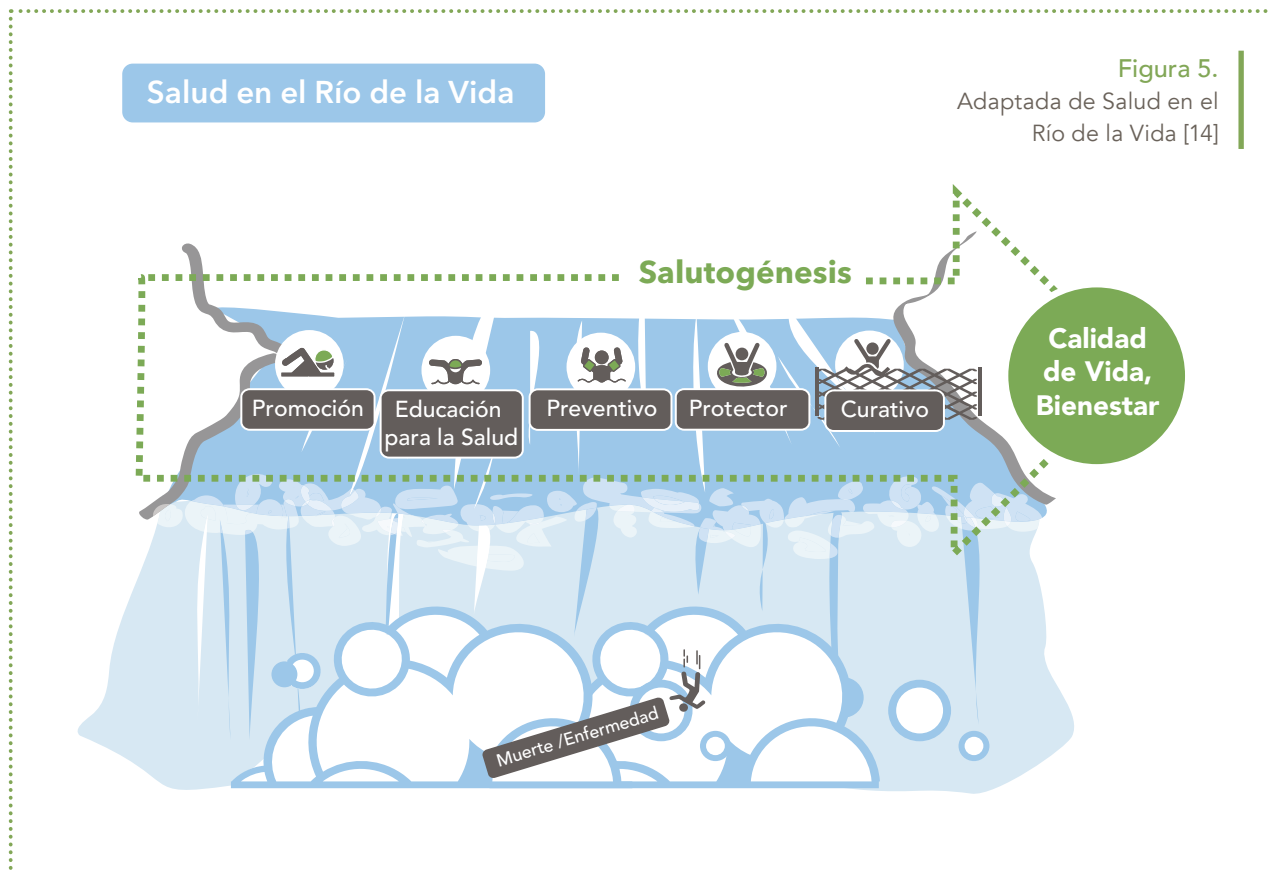 Salud en el Río de la Vida
Figura 5.
Adaptada de Salud en el
Río de la Vida [14]
Salutogénesis
Promoción
Educación
para la Salud
Preventivo
Protector
Curativo
Calidad
de Vida,
Bienestar
Muerte /Enfermedad